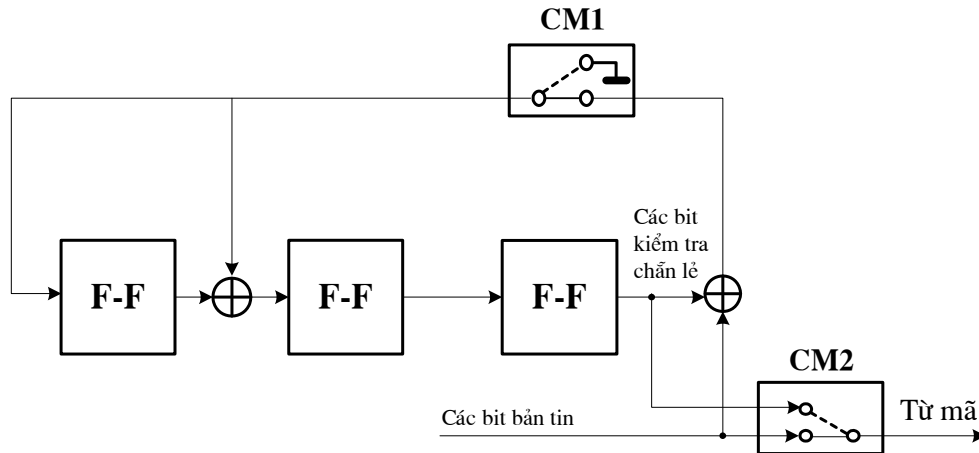 CM1
Các bit
kiểm tra
chẵn lẻ
F-F
F-F
F-F
CM2
Các bit bản tin
Từ mã